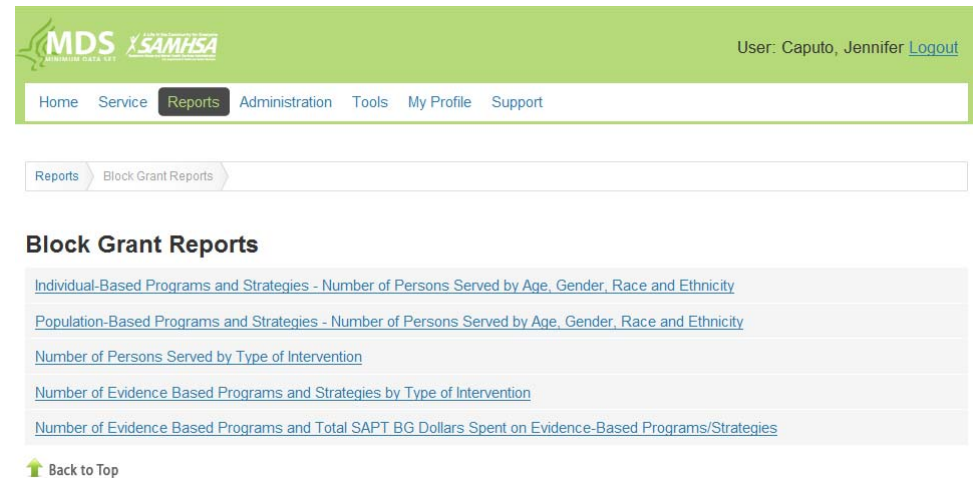 MDS SAMHSA
MINIMUM DATA SET
User: Caputo, Jennifer Logout
Home Service Reports Administration Tools My Profile Support
Reports Block Grant Reports
Block Grant Reports
Individual-Based Programs and Strategies - Number of Persons Served by Age, Gender, Race and Ethnicity
Population-Based Programs and Strategies - Number of Persons Served by Age, Gender, Race and Ethnicity
Number of Persons Served by Type of Intervention
Number of Evidence Based Programs and Strategies by Type of Intervention
Number of Evidence Based Programs and Total SAPT BG Dollars Spent on Evidence-Based Programs/Strategies
Back to Top